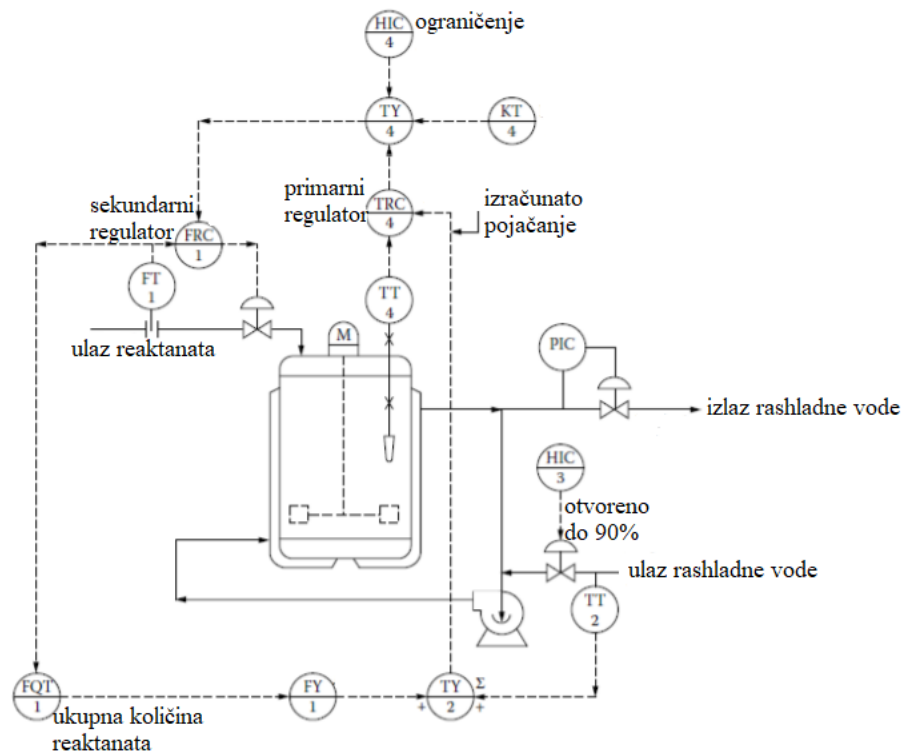 HIC
4
ograničenje
TY
4
KT
4
primarni
regulator
TRC
4
izračunato
pojačanje
sekundarni
regulator
FRC
1
FT
1
TT
4
ulaz reaktanata
M
PIC
izlaz rashladne vode
HIC
3
otvoreno
do 90%
ulaz rashladne vode
TT
2
FQT
1
ukupna količina
reaktanata
FY
1
+
TY
2
Σ
+